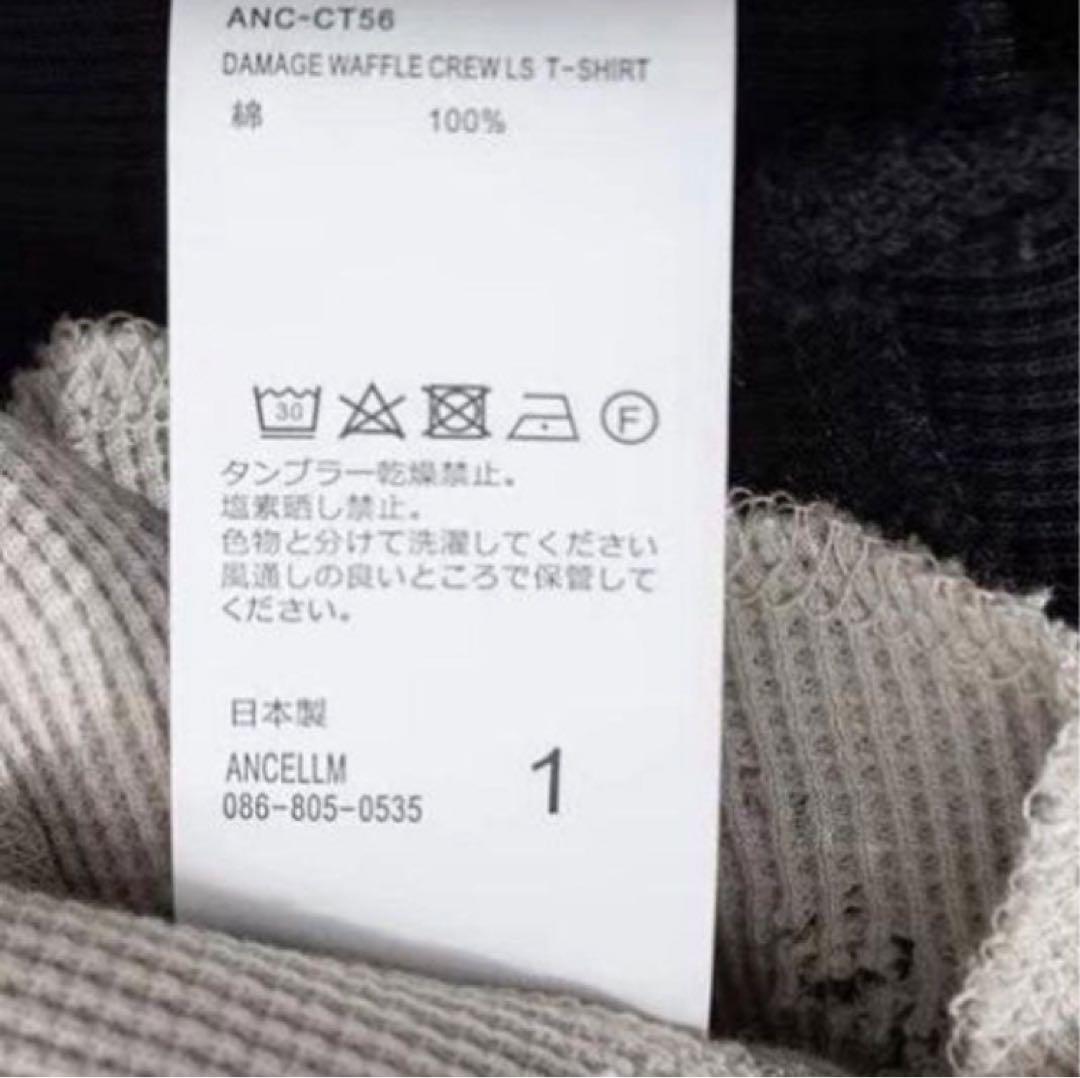 ANC-CT56
DAMAGE WAFFLE CREW LS T-SHIRT
綿 100%
30 F
タンブラー乾燥禁止。
塩素晒し禁止。
色物と分けて洗濯してください
風通しの良いところで保管して
ください。
日本製
ANCELLM
086-805-0535
1